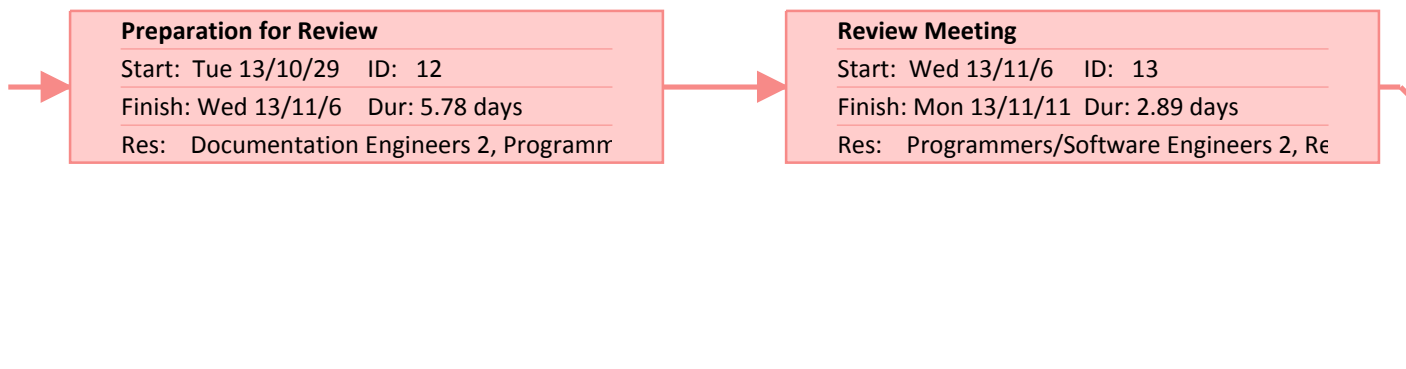 Preparation for Review
Start: Tue 13/10/29 ID: 12
Finish: Wed 13/11/6 Dur: 5.78 days
Res: Documentation Engineers 2,
Review Meeting
Start: Wed 13/11/6 ID: 13
Finish: Mon 13/11/11 Dur: 2.89 days
Res: Programmers/Software Engineers 2,